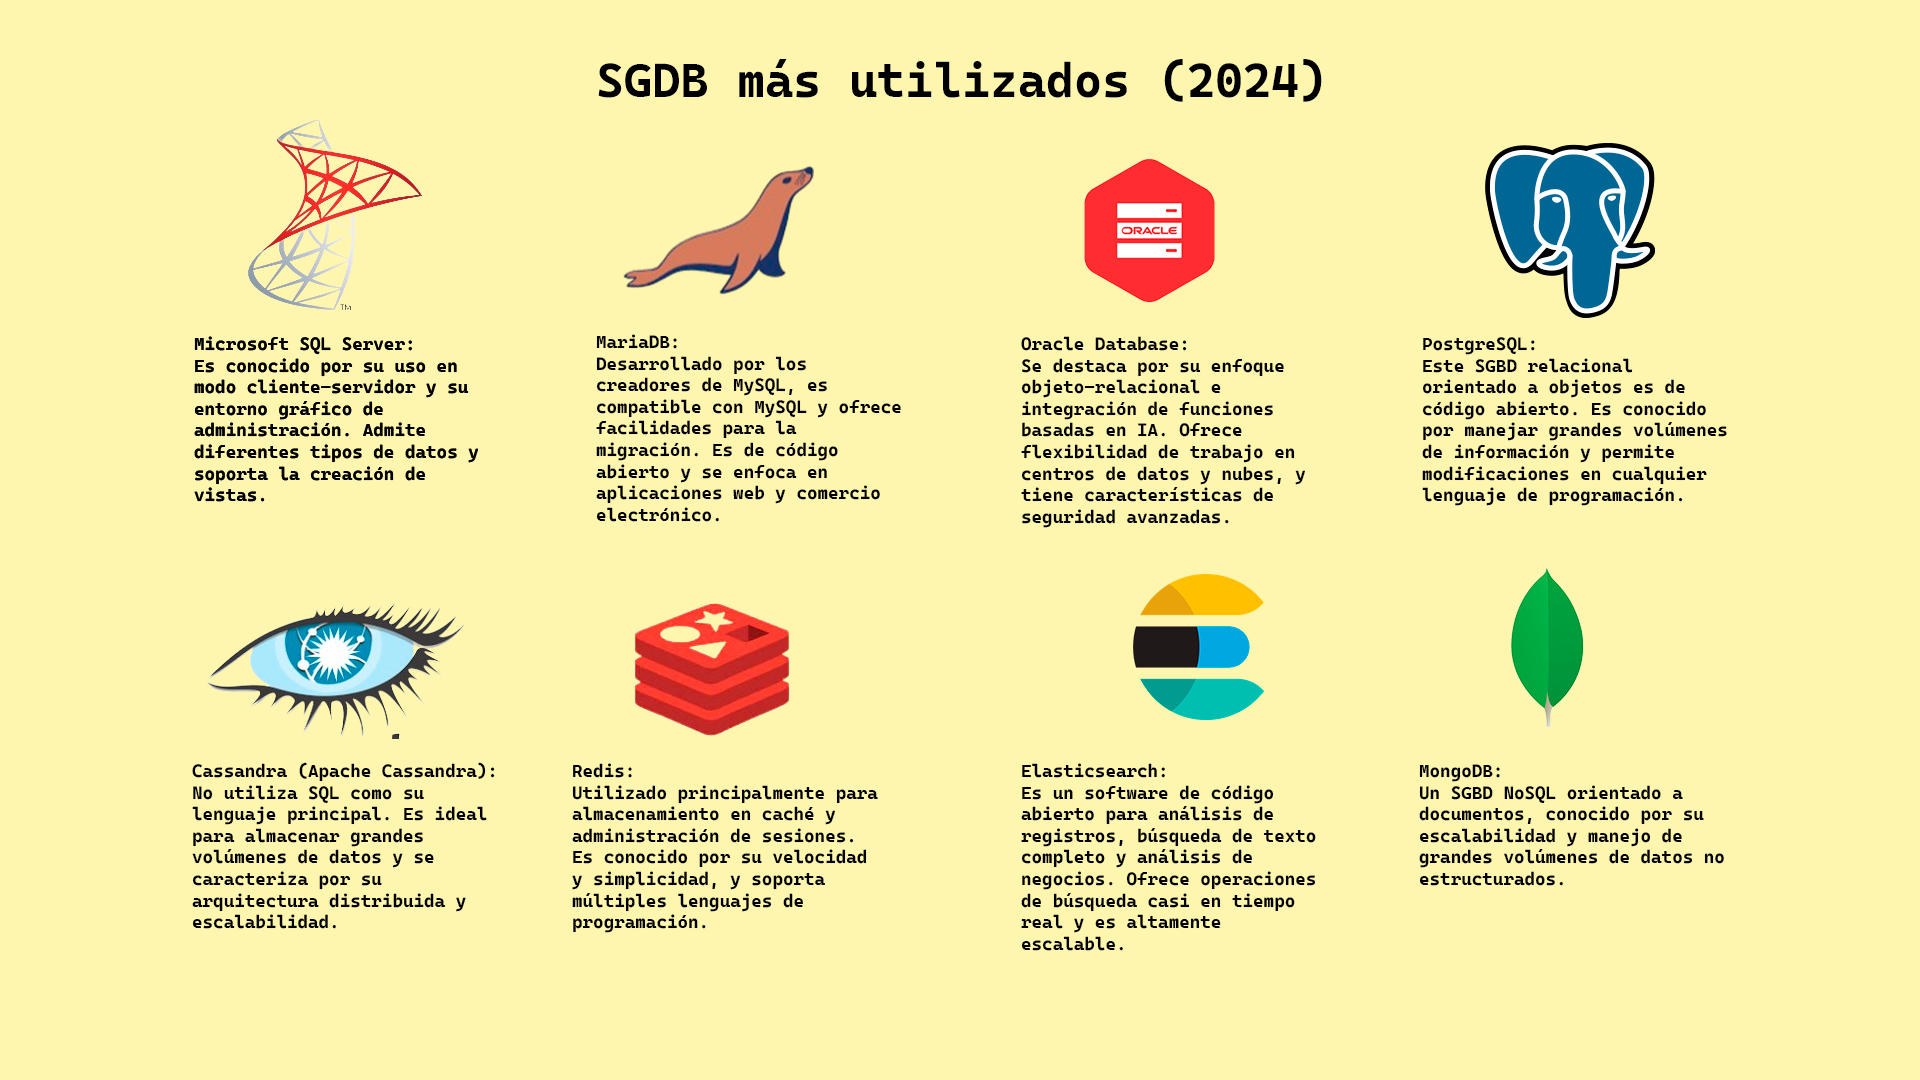 SGDB más utilizados (2024)
TM
ORACLE
Microsoft SQL Server:
Es conocido por su uso en
modo cliente-servidor y su
entorno gráfico de
administración. Admite
diferentes tipos de datos y
soporta la creación de
vistas.
MariaDB:
Desarrollado por los
creadores de MySQL, es
compatible con MySQL y ofrece
facilidades para la
migración. Es de código
abierto y se enfoca en
aplicaciones web y comercio
electrónico.
Oracle Database:
Se destaca por su enfoque
objeto-relacional e
integración de funciones
basadas en IA. Ofrece
flexibilidad de trabajo en
centros de datos y nubes, y
tiene características de
seguridad avanzadas.
PostgreSQL:
Este SGBD relacional
orientado a objetos es de
código abierto. Es conocido
por manejar grandes volúmenes
de información y permite
modificaciones en cualquier
lenguaje de programación.
Cassandra (Apache Cassandra):
No utiliza SQL como su
lenguaje principal. Es ideal
para almacenar grandes
volúmenes de datos y se
caracteriza por su
arquitectura distribuida y
escalabilidad.
Redis:
Utilizado principalmente para
almacenamiento en caché y
administración de sesiones.
Es conocido por su velocidad
y simplicidad, y soporta
múltiples lenguajes de
programación.
Elasticsearch:
Es un software de código
abierto para análisis de
registros, búsqueda de texto
completo y análisis de
negocios. Ofrece operaciones
de búsqueda casi en tiempo
real y es altamente
escalable.
MongoDB:
Un SGBD NoSQL orientado a
documentos, conocido por su
escalabilidad y manejo de
grandes volúmenes de datos no
estructurados.